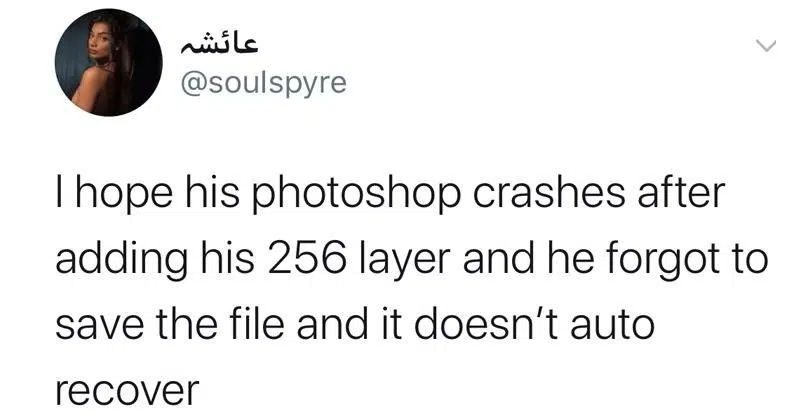 عائشہ
@soulspyre
I hope his photoshop crashes after
adding his 256 layer and he forgot to
save the file and it doesn’t auto
recover